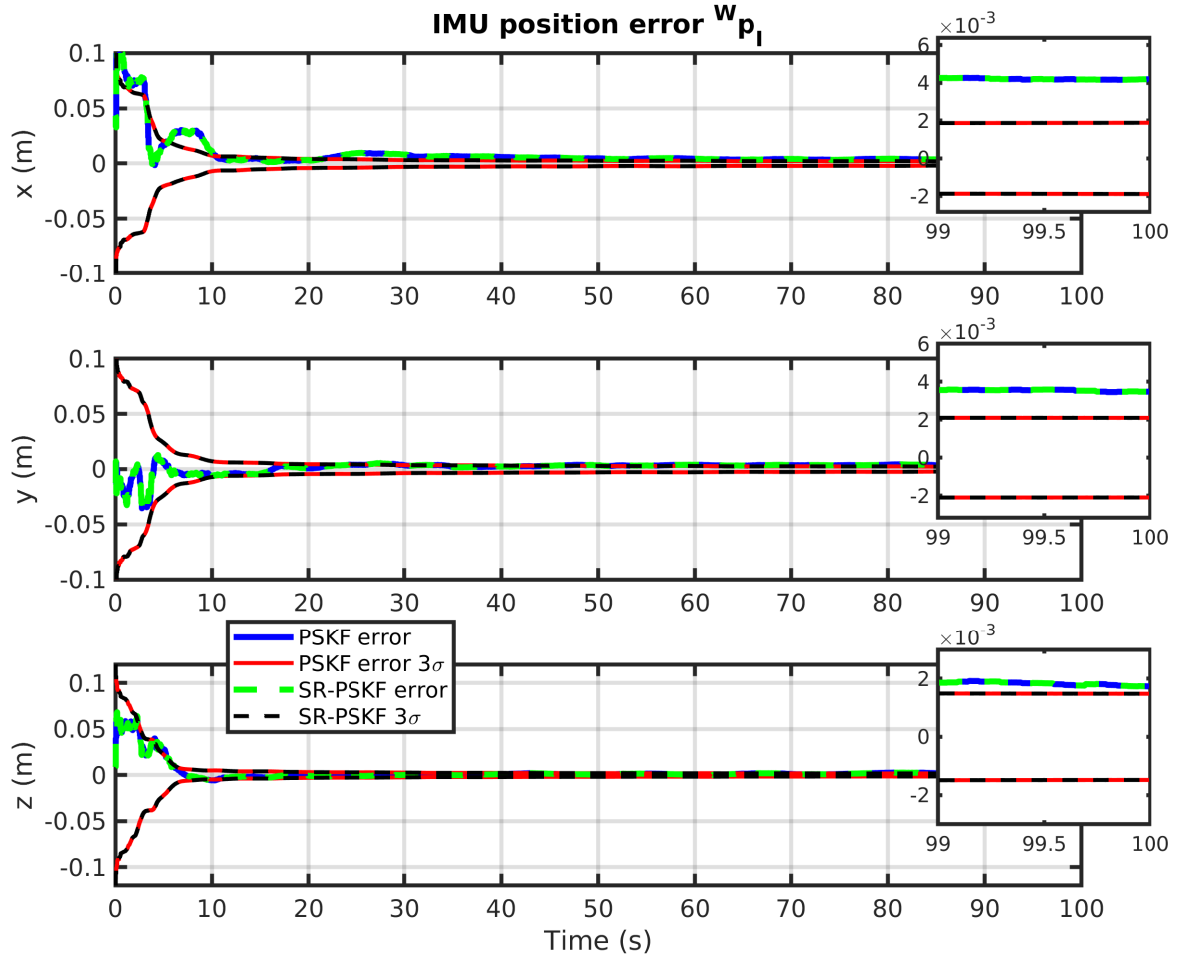 IMU position error ᵂp_I
×10⁻³
6
4
2
0
-2
99 99.5 100
0.1
0.05
0
-0.05
-0.1
x (m)
0 10 20 30 40 50 60 70 80 90 100
×10⁻³
6
4
2
0
-2
99 99.5 100
0.1
0.05
0
-0.05
-0.1
y (m)
0 10 20 30 40 50 60 70 80 90 100
PSKF error
PSKF error 3σ
SR-PSKF error
SR-PSKF 3σ
×10⁻³
2
0
-2
99 99.5 100
0.1
0.05
0
-0.05
-0.1
z (m)
0 10 20 30 40 50 60 70 80 90 100
Time (s)